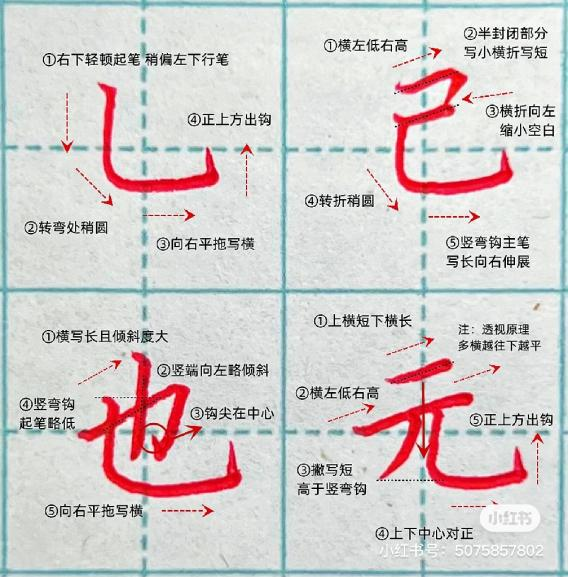 ①右下轻顿起笔 稍偏左下行笔
乚
④正上方出钩
②转弯处稍圆
③向右平拖写横
①横左低右高
②半封闭部分
写小横折写短
己
③横折向左
缩小空白
④转折稍圆
⑤竖弯钩主笔
写长向右伸展
①横写长且倾斜度大
②竖端向左略倾斜
④竖弯钩
起笔略低
也
③钩尖在中心
⑤向右平拖写横
①上横短下横长
注:透视原理
多横越往下越平
②横左低右高
元
⑤正上方出钩
③撇写短
高于竖弯钩
④上下中心对正
小红书
小红书号:5075857802